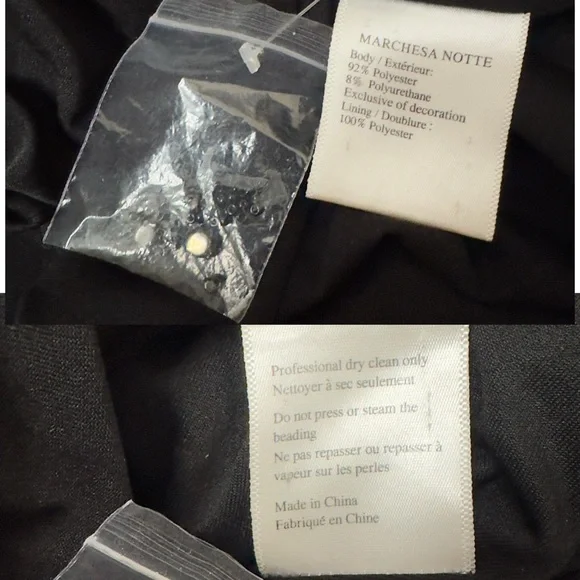 MARCHESA NOTTE
Body / Extérieur:
92% Polyester
8% Polyurethane
Exclusive of decoration
Lining / Doublure :
100% Polyester
Professional dry clean only
Nettoyer à sec seulement
Do not press or steam the
beading
Ne pas repasser ou repasser à
vapeur sur les perles
Made in China
Fabriqué en Chine